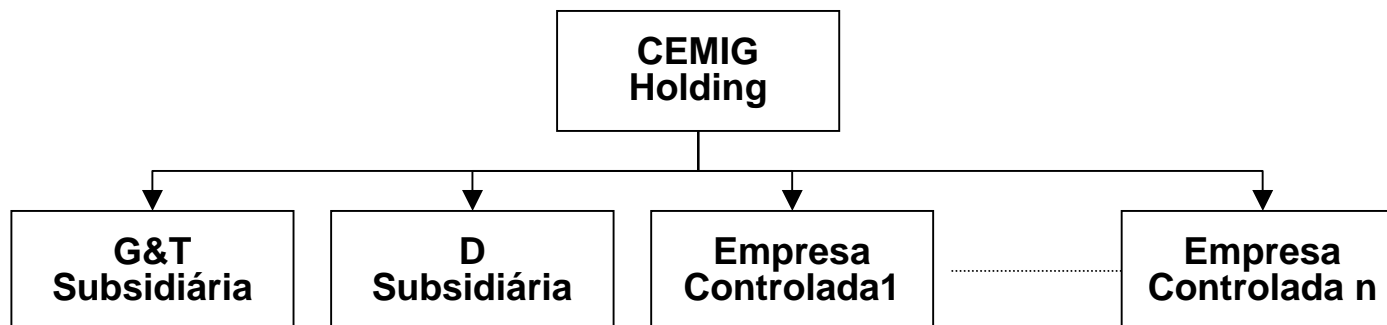 CEMIG
Holding
G&T
Subsidiária
D
Subsidiária
Empresa
Controlada1
Empresa
Controlada n